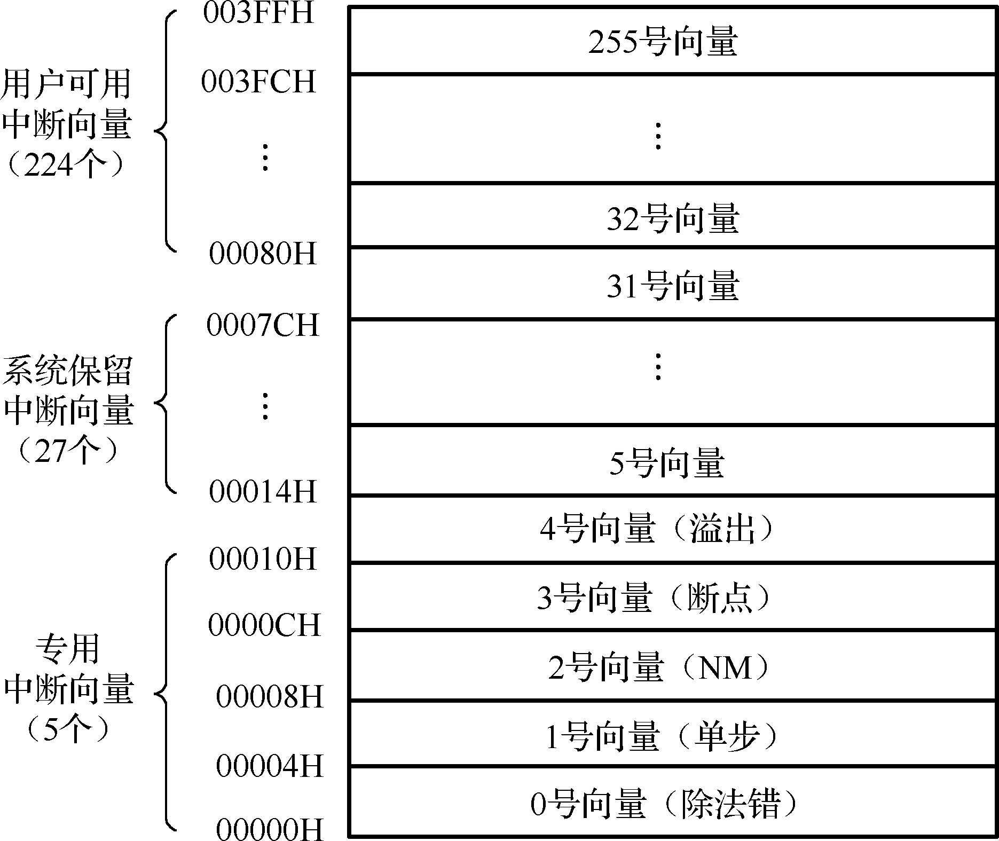 003FFH
255号向量
003FCH
用户可用
中断向量
（224个）
⋮
⋮
32号向量
00080H
31号向量
0007CH
系统保留
中断向量
（27个）
⋮
⋮
5号向量
00014H
4号向量（溢出）
00010H
3号向量（断点）
0000CH
专用
中断向量
（5个）
2号向量（NM）
00008H
1号向量（单步）
00004H
0号向量（除法错）
00000H